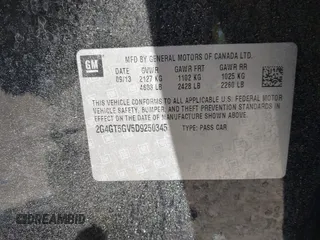 GM
MFD BY GENERAL MOTORS OF CANADA LTD.
DATE GVWR GAWR FRT GAWR RR
09/13 2127 KG 1102 KG 1025 KG
4689 LB 2429 LB 2260 LB
THIS VEHICLE CONFORMS TO ALL APPLICABLE U.S. FEDERAL MOTOR
VEHICLE SAFETY, BUMPER, AND THEFT PREVENTION STANDARDS
IN EFFECT ON THE DATE OF MANUFACTURE SHOWN ABOVE.
2G4GT5GV5D9250345 TYPE: PASS CAR
DREAMBID